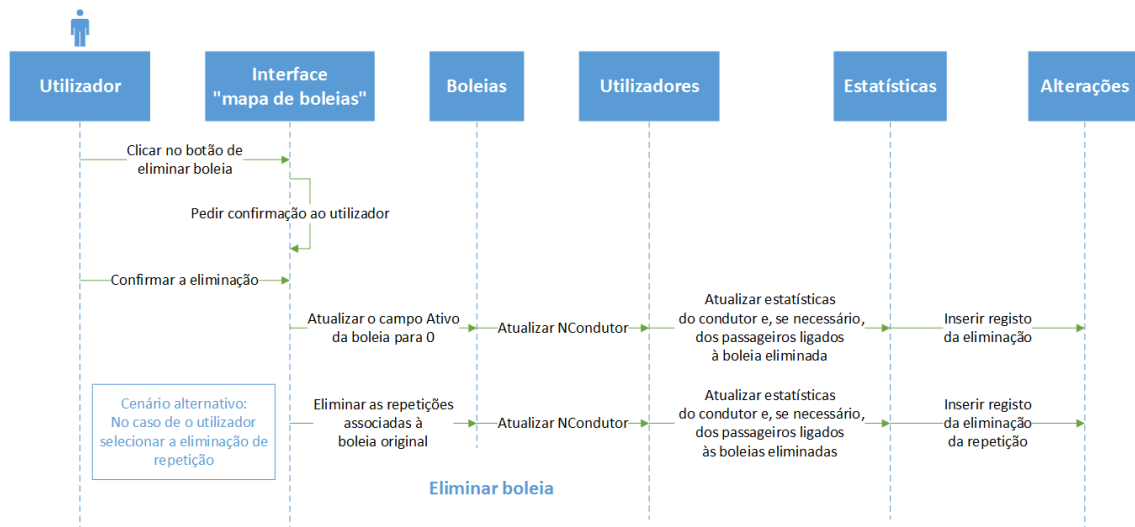 Utilizador
Interface
"mapa de boleias"
Boleias
Utilizadores
Estatísticas
Alterações
Clicar no botão de
eliminar boleia
Pedir confirmação ao utilizador
Confirmar a eliminação
Atualizar o campo Ativo
da boleia para 0
Atualizar NCondutor
Atualizar estatísticas
do condutor e, se necessário,
dos passageiros ligados
à boleia eliminada
Inserir registo
da eliminação
Cenário alternativo:
No caso de o utilizador
selecionar a eliminação de
repetição
Eliminar as repetições
associadas à
boleia original
Atualizar NCondutor
Atualizar estatísticas
do condutor e, se necessário,
dos passageiros ligados
às boleias eliminadas
Inserir registo
da eliminação
da repetição
Eliminar boleia